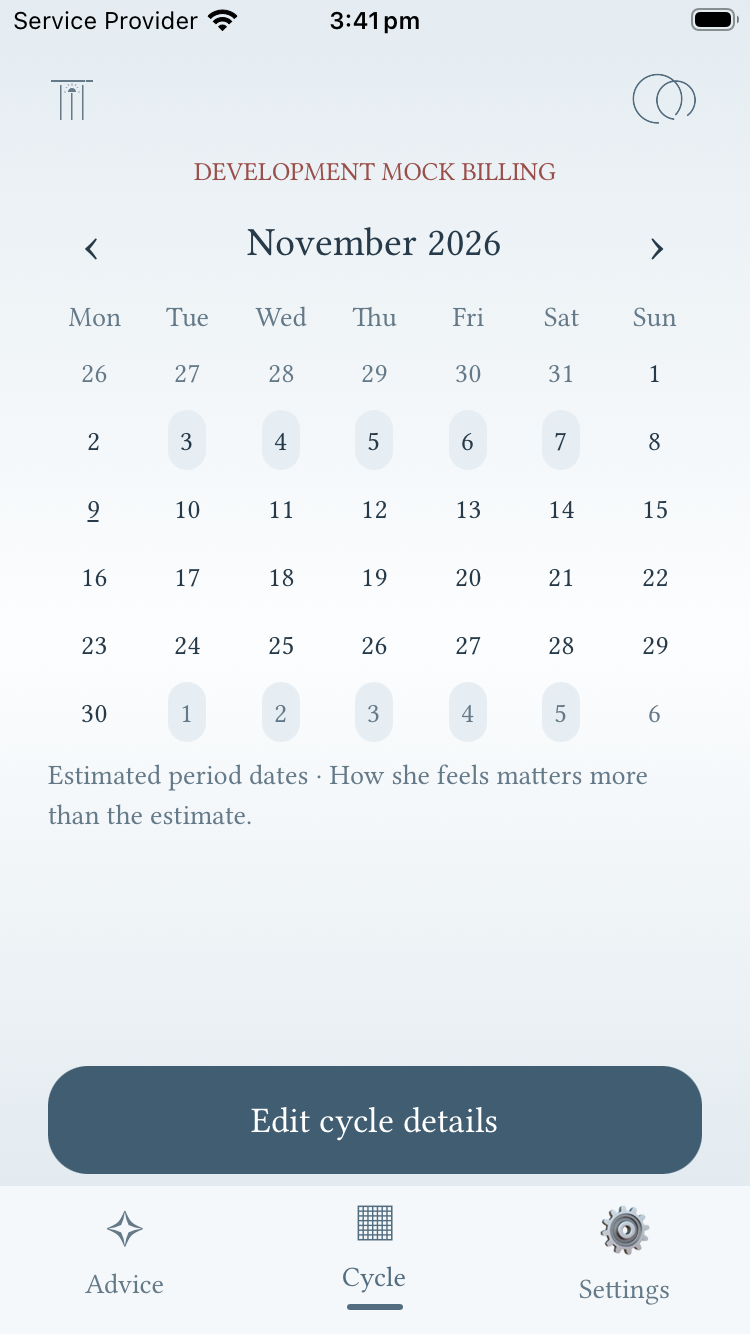 Service Provider 3:41 pm
DEVELOPMENT MOCK BILLING
‹ November 2026 ›
Mon Tue Wed Thu Fri Sat Sun
26 27 28 29 30 31 1
2 3 4 5 6 7 8
9 10 11 12 13 14 15
16 17 18 19 20 21 22
23 24 25 26 27 28 29
30 1 2 3 4 5 6
Estimated period dates · How she feels matters more
than the estimate.
Edit cycle details
Advice Cycle Settings